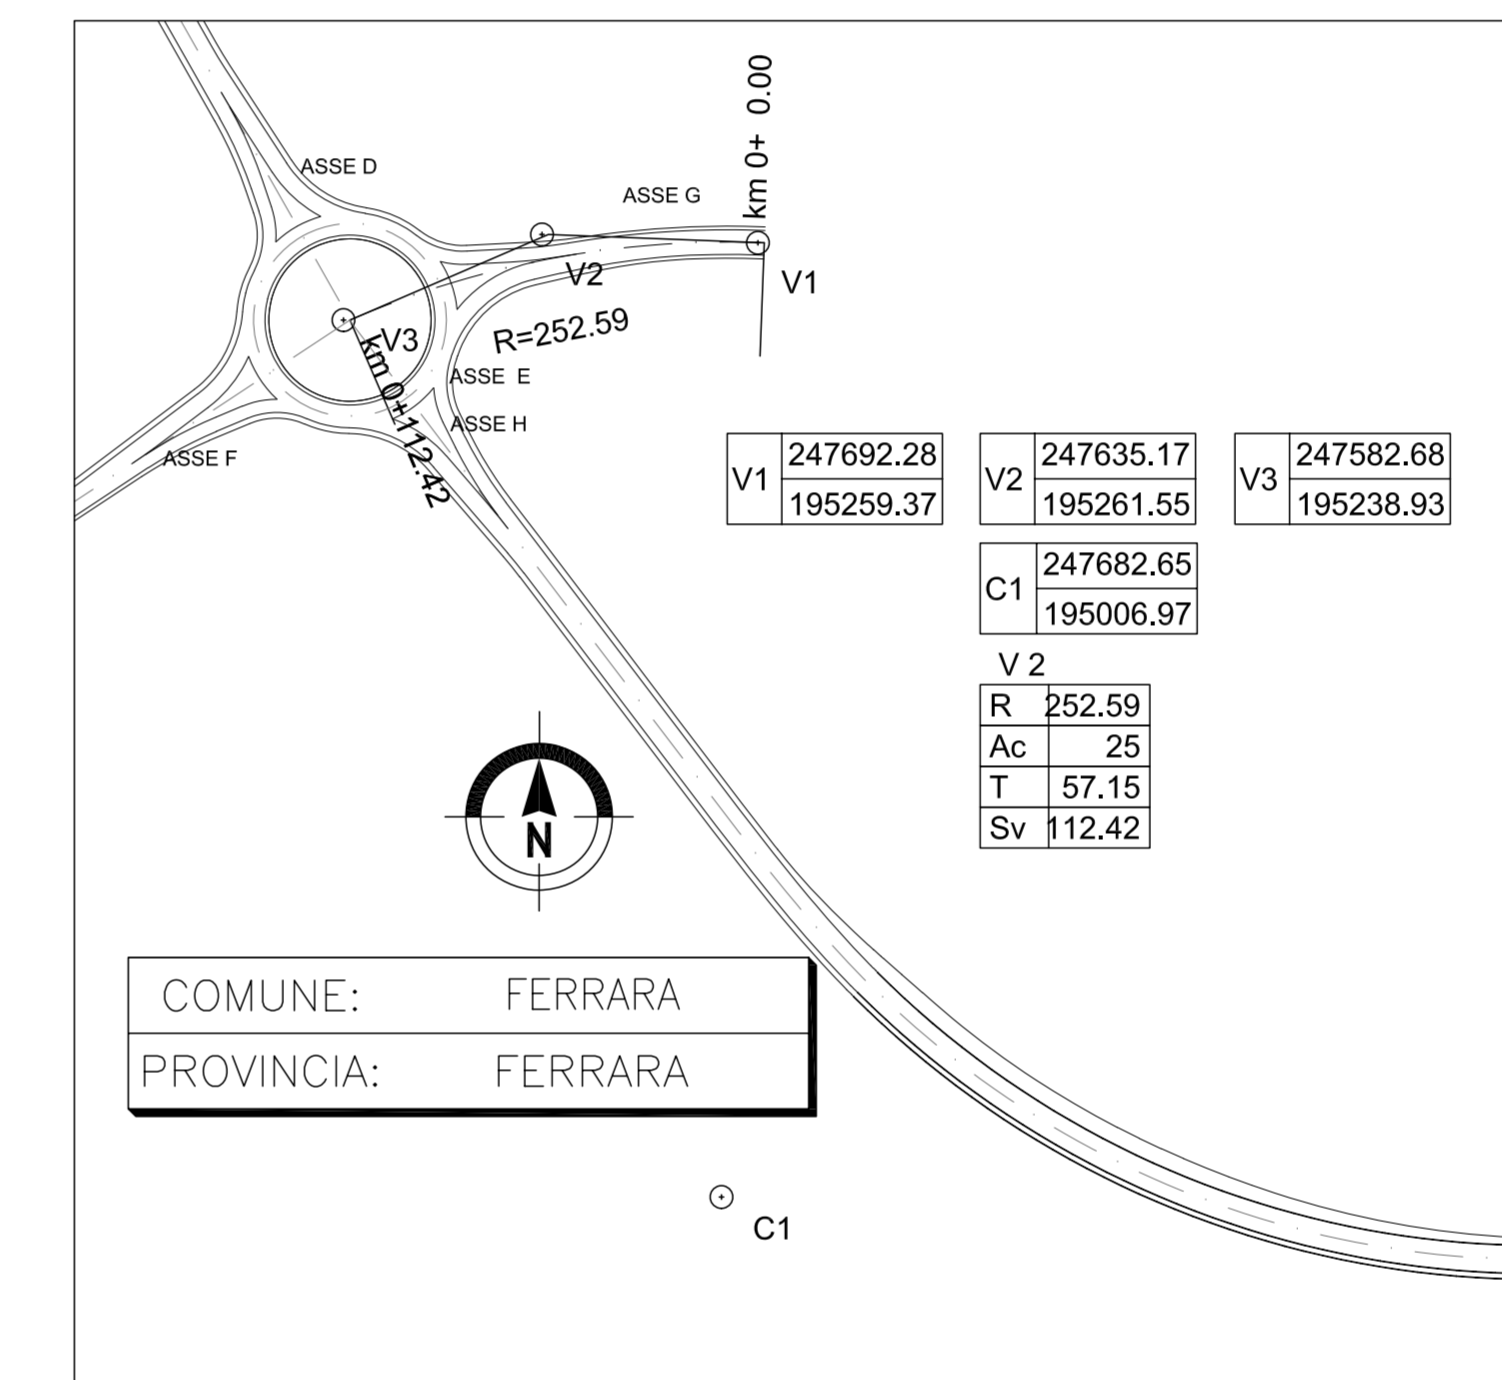 km 0+ 0.00
ASSE D
ASSE G
V2
V1
R=252.59
V3
km 0+112.42
ASSE E
ASSE H
ASSE F
V1 247692.28
195259.37
V2 247635.17
195261.55
V3 247582.68
195238.93
C1 247682.65
195006.97
V 2
R 252.59
Ac 25
T 57.15
Sv 112.42
N
COMUNE: FERRARA
PROVINCIA: FERRARA
C1